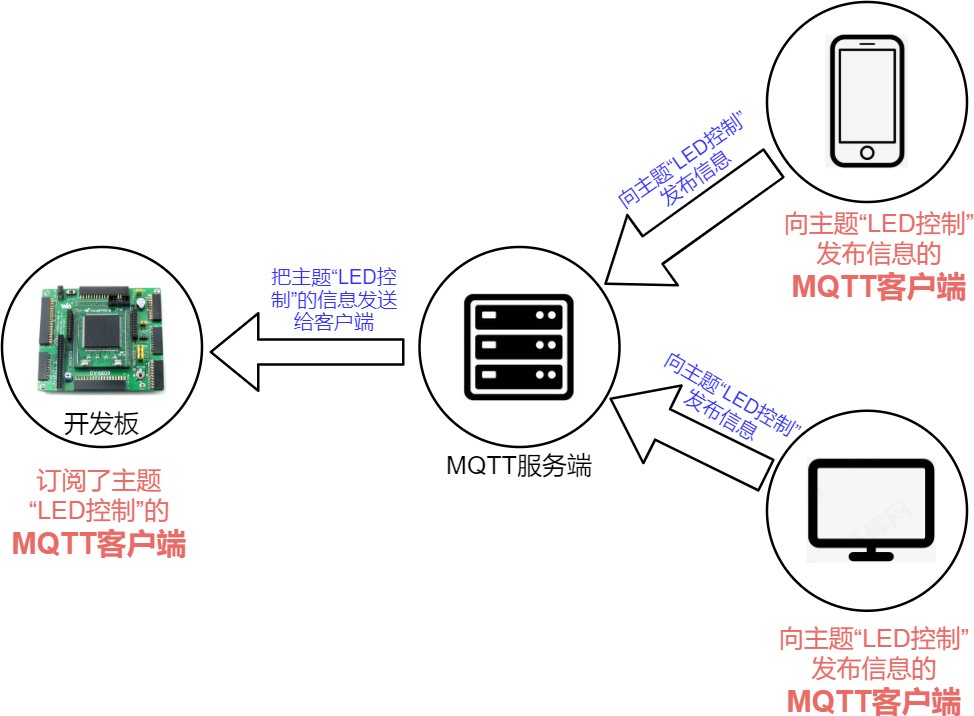 向主题“LED控制”
发布信息
向主题“LED控制”
发布信息的
MQTT客户端
把主题“LED控
制”的信息发送
给客户端
开发板
订阅了主题
“LED控制”的
MQTT客户端
MQTT服务端
向主题“LED控制”
发布信息
向主题“LED控制”
发布信息的
MQTT客户端